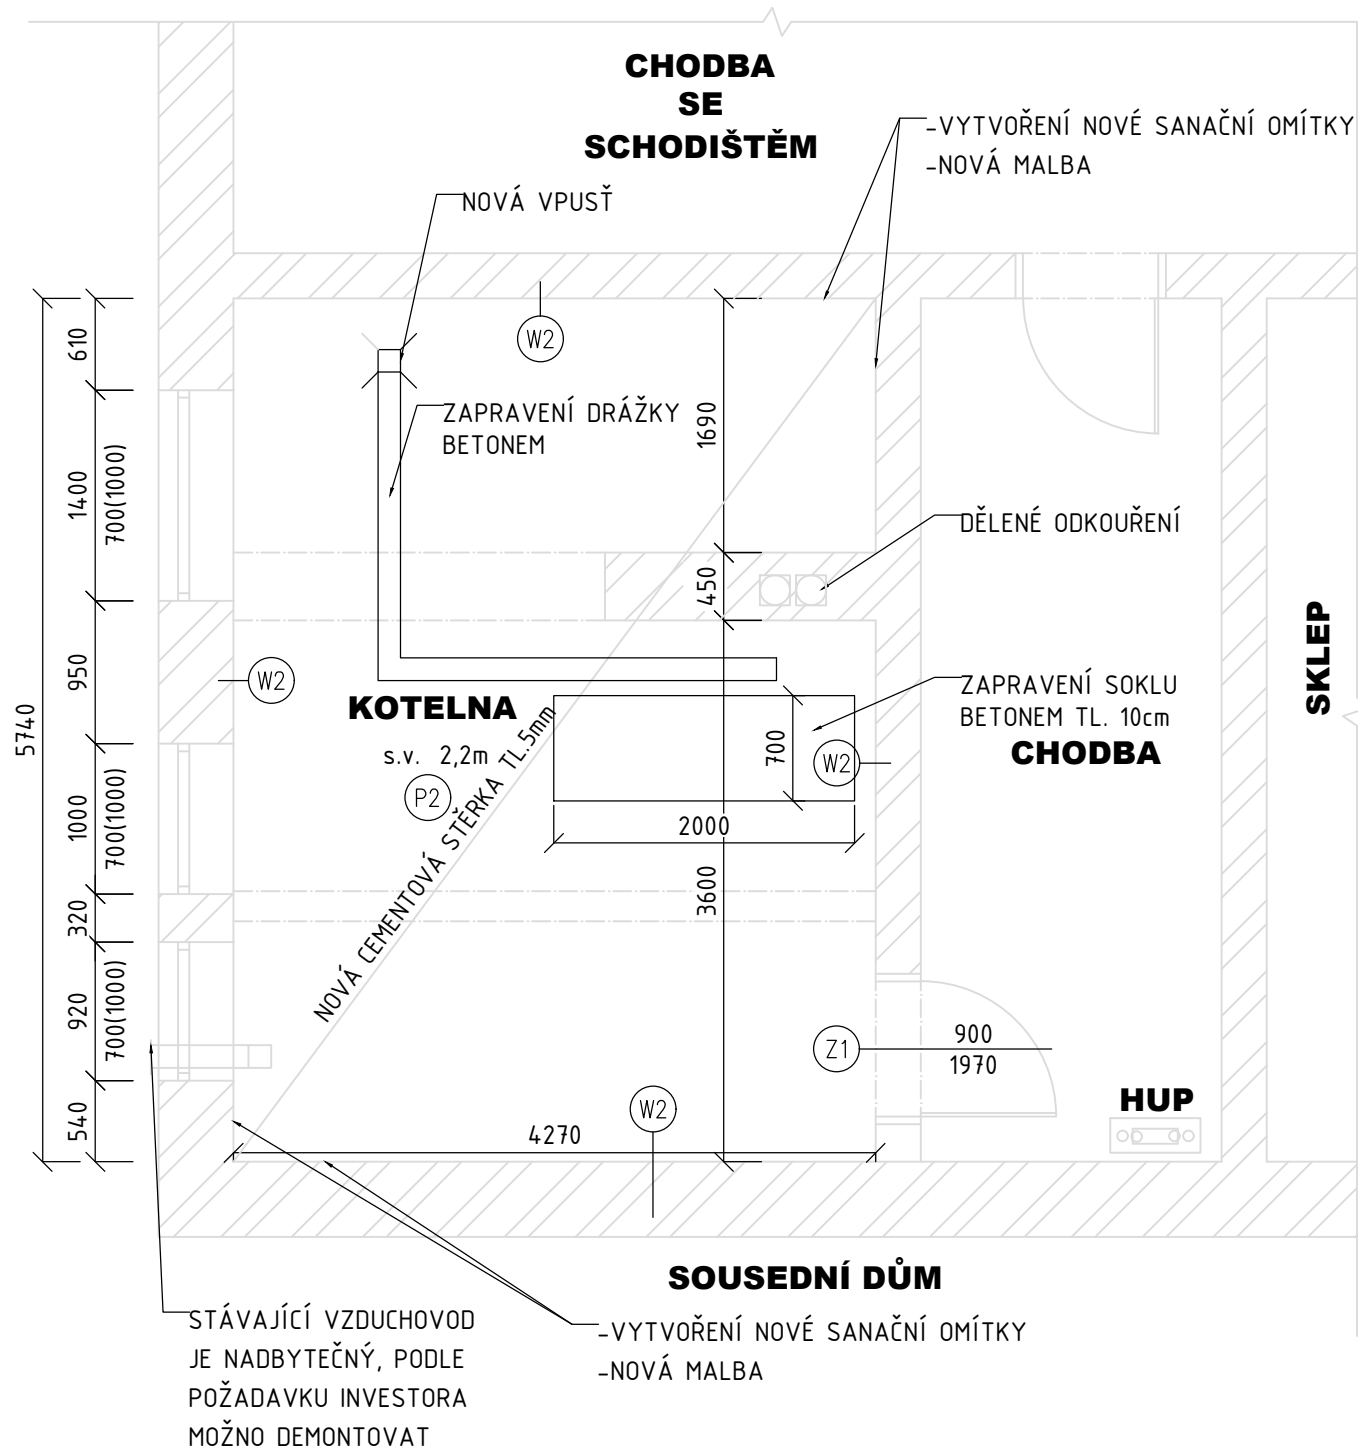 CHODBA
SE
SCHODIŠTĚM
-VYTVOŘENÍ NOVÉ SANAČNÍ OMÍTKY
-NOVÁ MALBA
NOVÁ VPUSŤ
W2
610
ZAPRAVENÍ DRÁŽKY
BETONEM
1690
1400
700(1000)
DĚLENÉ ODKOUŘENÍ
450
SKLEP
950
W2
KOTELNA
s.v. 2,2m
P2
NOVÁ CEMENTOVÁ STĚRKA TL.5mm
ZAPRAVENÍ SOKLU
BETONEM TL. 10cm
CHODBA
700
W2
5740
1000
700(1000)
2000
3600
320
920
700(1000)
Z1
900
1970
HUP
540
W2
4270
SOUSEDNÍ DŮM
STÁVAJÍCÍ VZDUCHOVOD
JE NADBYTEČNÝ, PODLE
POŽADAVKU INVESTORA
MOŽNO DEMONTOVAT
-VYTVOŘENÍ NOVÉ SANAČNÍ OMÍTKY
-NOVÁ MALBA